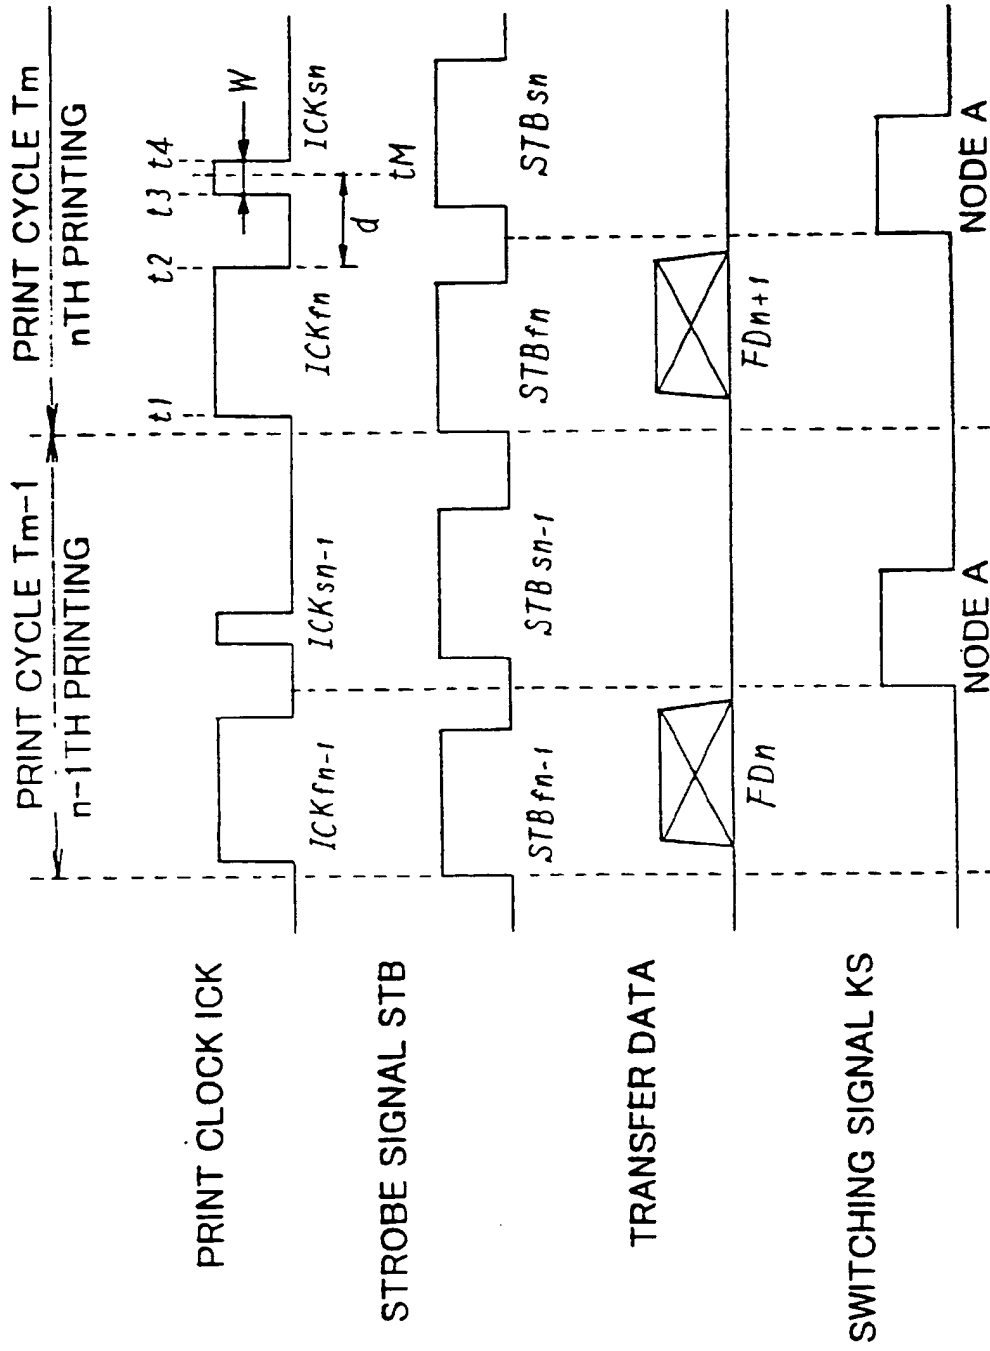 PRINT CYCLE Tm-1
n-1TH PRINTING
PRINT CYCLE Tm
nTH PRINTING
t1
t2
t3
t4
PRINT CLOCK ICK
W
d
tM
ICKfn-1
ICKsn-1
ICKfn
ICKsn
STROBE SIGNAL STB
STBfn-1
STBsn-1
STBfn
STBsn
TRANSFER DATA
FDn
FDn+1
SWITCHING SIGNAL KS
NODE A
NODE A